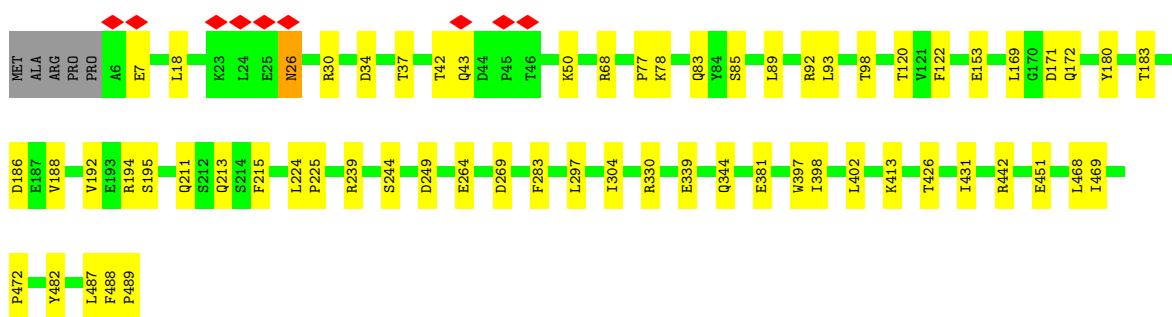 MET ALA ARG PRO PRO A6 E7 L18 K23 L24 E25 N26 R30 D34 T37 T42 Q43 D44 P45 T46 K50 R68 P77 K78 Q83 Y84 S85 L89 R92 L93 T98 T120 V121 F122 E153 L169 G170 D171 Q172 Y180 T183
D186 E187 V188 V192 E193 R194 S195 Q211 S212 Q213 S214 F215 L224 P225 R239 S244 D249 E264 D269 F283 L297 I304 R330 E339 Q344 E381 W397 I398 L402 K413 T426 I431 R442 E451 L468 I469
P472 Y482 L487 F488 P489